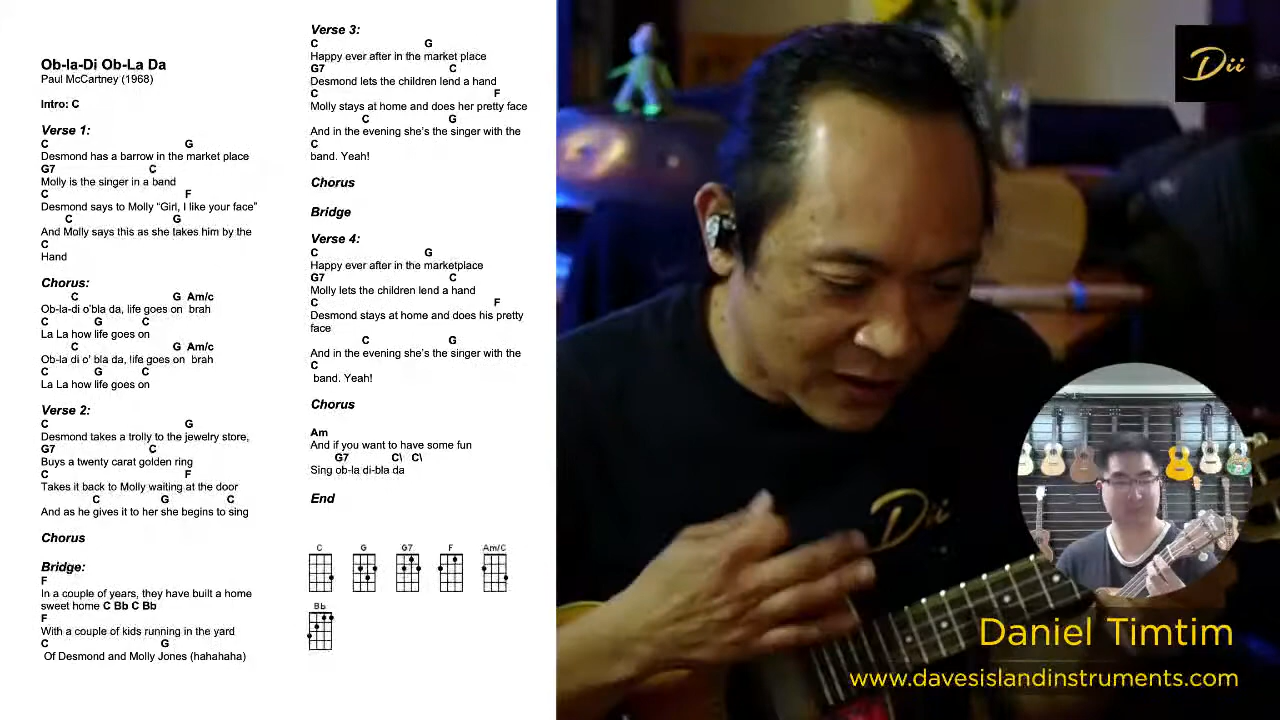 Ob-la-Di Ob-La Da
Paul McCartney (1968)
Intro: C
Verse 1:
C G
Desmond has a barrow in the market place
G7 C
Molly is the singer in a band
C F
Desmond says to Molly “Girl, I like your face”
C G
And Molly says this as she takes him by the
C
Hand
Chorus:
C G Am/c
Ob-la-di o’bla da, life goes on brah
C G C
La La how life goes on
C G Am/c
Ob-la di o’ bla da, life goes on brah
C G C
La La how life goes on
Verse 2:
C G
Desmond takes a trolly to the jewelry store,
G7 C
Buys a twenty carat golden ring
C F
Takes it back to Molly waiting at the door
C G C
And as he gives it to her she begins to sing
Chorus
Bridge:
F
In a couple of years, they have built a home
sweet home C Bb C Bb
F
With a couple of kids running in the yard
C G
Of Desmond and Molly Jones (hahahaha)
Verse 3:
C G
Happy ever after in the market place
G7 C
Desmond lets the children lend a hand
C F
Molly stays at home and does her pretty face
C G
And in the evening she’s the singer with the
C
band. Yeah!
Chorus
Bridge
Verse 4:
C G
Happy ever after in the marketplace
G7 C
Molly lets the children lend a hand
C F
Desmond stays at home and does his pretty
face
C G
And in the evening she’s the singer with the
C
band. Yeah!
Chorus
Am
And if you want to have some fun
G7 C\ C\
Sing ob-la di-bla da
End
C G G7 F Am/C
Bb
Dii
Dii
Daniel Timtim
www.davesislandinstruments.com